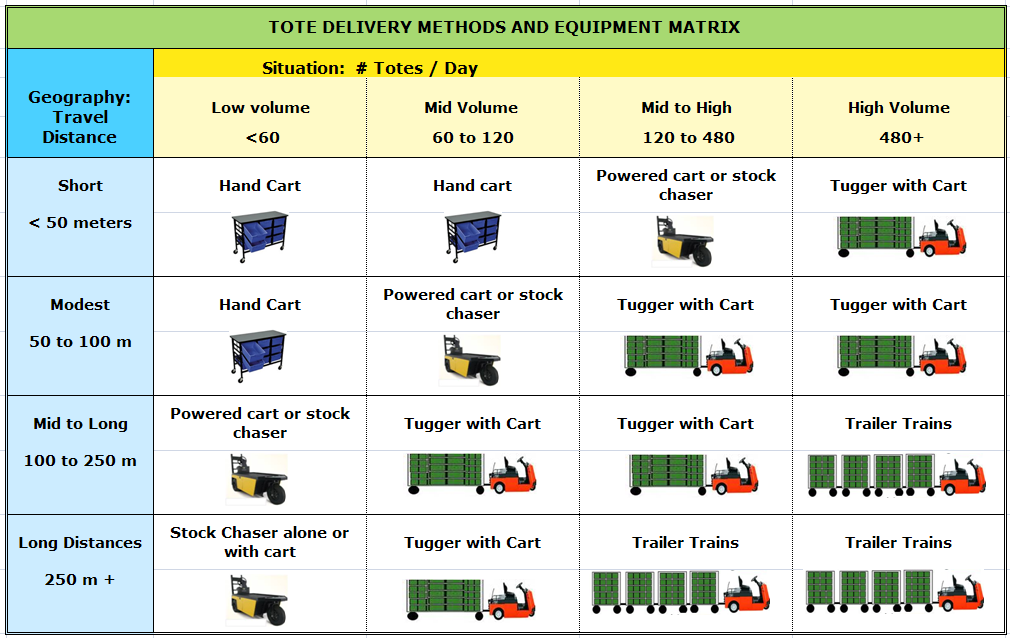 TOTE DELIVERY METHODS AND EQUIPMENT MATRIX
Situation:  # Totes / Day
Geography:
Travel
Distance
Low volume
<60
Mid Volume
60 to 120
Mid to High
120 to 480
High Volume
480+
Short
< 50 meters
Hand Cart
Hand cart
Powered cart or stock
chaser
Tugger with Cart
Modest
50 to 100 m
Hand Cart
Powered cart or stock
chaser
Tugger with Cart
Tugger with Cart
Mid to Long
100 to 250 m
Powered cart or stock
chaser
Tugger with Cart
Tugger with Cart
Trailer Trains
Long Distances
250 m +
Stock Chaser alone or
with cart
Tugger with Cart
Trailer Trains
Trailer Trains